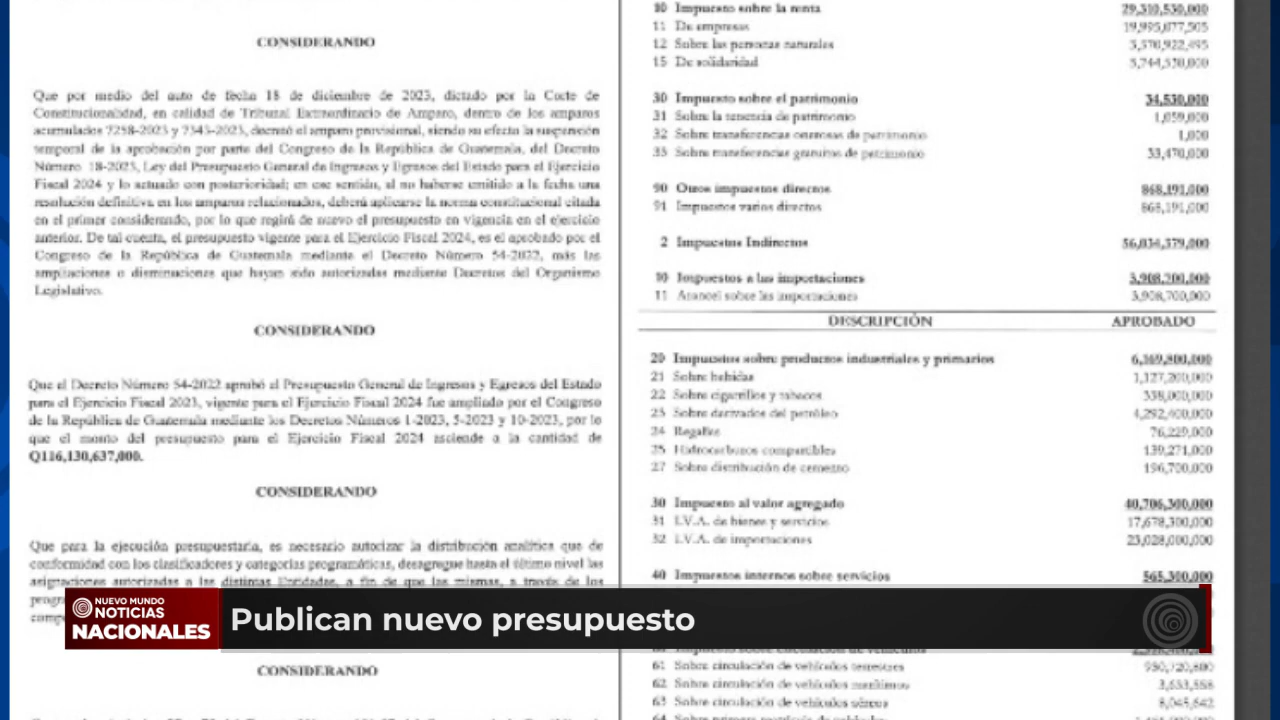 CONSIDERANDO
Que por medio del auto de fecha 18 de diciembre de 2023, dictado por la Corte de
Constitucionalidad, en calidad de Tribunal Extraordinario de Amparo, dentro de los amparos
acumulados 7258-2023 y 7343-2023, decretó el amparo provisional, siendo su efecto la suspensión
temporal de la aprobación por parte del Congreso de la República de Guatemala, del Decreto
Número 18-2023, Ley del Presupuesto General de Ingresos y Egresos del Estado para el Ejercicio
Fiscal 2024 y lo actuado con posterioridad; en ese sentido, al no haberse emitido a la fecha una
resolución definitiva en los amparos relacionados, deberá aplicarse la norma constitucional citada
en el primer considerando, por lo que regirá de nuevo el presupuesto en vigencia en el ejercicio
anterior. De tal cuenta, el presupuesto vigente para el Ejercicio Fiscal 2024, es el aprobado por el
Congreso de la República de Guatemala mediante el Decreto Número 54-2022, más las
ampliaciones o disminuciones que hayan sido autorizadas mediante Decretos del Organismo
Legislativo.
CONSIDERANDO
Que el Decreto Número 54-2022 aprobó el Presupuesto General de Ingresos y Egresos del Estado
para el Ejercicio Fiscal 2023, vigente para el Ejercicio Fiscal 2024 fue ampliado por el Congreso
de la República de Guatemala mediante los Decretos Números 1-2023, 5-2023 y 10-2023, por lo
que el monto del presupuesto para el Ejercicio Fiscal 2024 asciende a la cantidad de
Q116,130,637,000.
CONSIDERANDO
Que para la ejecución presupuestaria, es necesario autorizar la distribución analítica que de
conformidad con los clasificadores y categorías programáticas, desagregue hasta el último nivel las
asignaciones autorizadas a las distintas Entidades, a fin de que las mismas, a través de los
CONSIDERANDO
10 Impuesto sobre la renta 29,310,530,000
11 De empresas 19,995,077,505
12 Sobre las personas naturales 3,570,922,495
15 De solidaridad 5,744,530,000
30 Impuesto sobre el patrimonio 34,530,000
31 Sobre la tenencia de patrimonio 1,059,000
32 Sobre transferencias onerosas de patrimonio 1,000
33 Sobre transferencias gratuitas de patrimonio 33,470,000
90 Otros impuestos directos 868,191,000
91 Impuestos varios directos 868,191,000
2 Impuestos Indirectos 56,034,379,000
10 Impuestos a las importaciones 3,908,700,000
11 Arancel sobre las importaciones 3,908,700,000
DESCRIPCIÓN APROBADO
20 Impuestos sobre productos industriales y primarios 6,169,800,000
21 Sobre bebidas 1,127,200,000
22 Sobre cigarrillos y tabacos 338,000,000
23 Sobre derivados del petróleo 4,292,400,000
24 Regalías 76,229,000
25 Hidrocarburos compartibles 139,271,000
27 Sobre distribución de cemento 196,700,000
30 Impuesto al valor agregado 40,706,300,000
31 I.V.A. de bienes y servicios 17,678,300,000
32 I.V.A. de importaciones 23,028,000,000
40 Impuestos internos sobre servicios 565,300,000
61 Sobre circulación de vehículos terrestres
62 Sobre circulación de vehículos marítimos 3,653,558
63 Sobre circulación de vehículos aéreos 8,045,642
64 Sobre primera matrícula de vehículos
NUEVO MUNDO
NOTICIAS
NACIONALES
Publican nuevo presupuesto